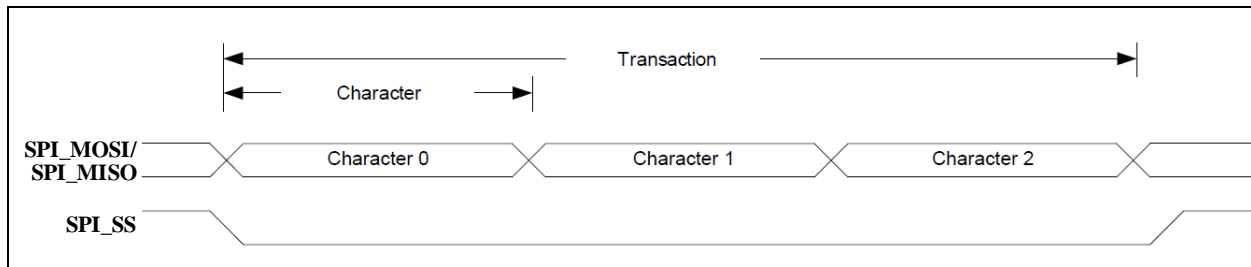 Transaction
Character
SPI_MOSI/
SPI_MISO
Character 0
Character 1
Character 2
SPI_SS